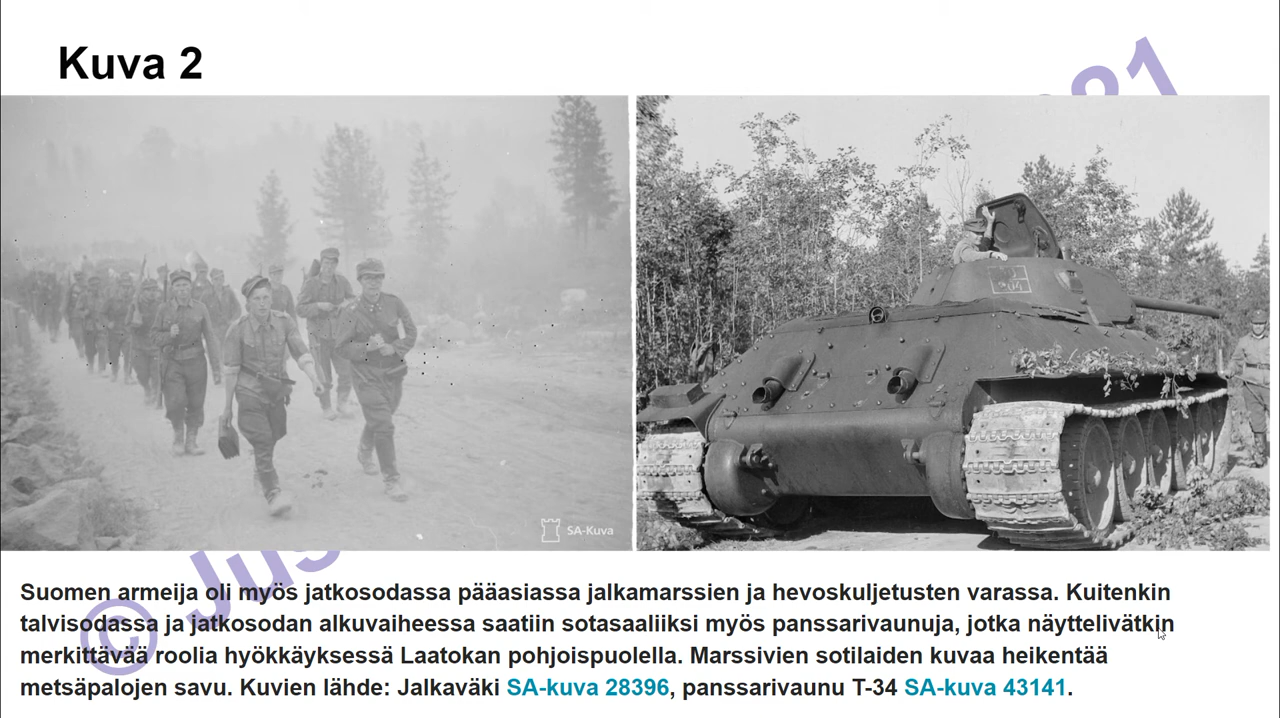 Kuva 2
SA-Kuva
Suomen armeija oli myös jatkosodassa pääasiassa jalkamarssien ja hevoskuljetusten varassa. Kuitenkin
talvisodassa ja jatkosodan alkuvaiheessa saatiin sotasaaliiksi myös panssarivaunuja, jotka näyttelivätkin
merkittävää roolia hyökkäyksessä Laatokan pohjoispuolella. Marssivien sotilaiden kuvaa heikentää
metsäpalojen savu. Kuvien lähde: Jalkaväki SA-kuva 28396, panssarivaunu T-34 SA-kuva 43141.